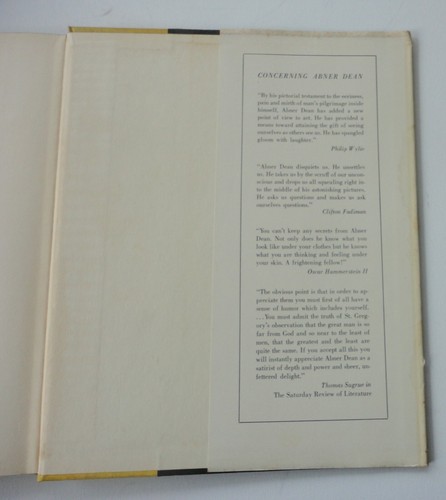 CONCERNING ABNER DEAN
"By his pictorial testament to the oneness,
pain and mirth of man's pilgrimage inside
himself, Abner Dean has added a new
point of view to art. He has provided a
means toward attaining the gift of seeing
ourselves as others see us. He has spangled
gloom with laughter."
Philip Wylie
"Abner Dean disquiets us. He unsettles
us. He takes us by the scruff of our uncon-
scious and drops us all squealing right in-
to the middle of his astonishing pictures.
He asks us questions and makes us ask
ourselves questions."
Clifton Fadiman
"You can't keep any secrets from Abner
Dean. Not only does he know what you
look like under your clothes but he knows
what you are thinking and feeling under
your skin. A frightening fellow!"
Oscar Hammerstein II
"The obvious point is that in order to ap-
preciate them you must first of all have a
sense of humor which includes yourself.
. . . You must admit the truth of St. Greg-
ory's observation that the great man is so
far from God and so near to the least of
men, that the greatest and the least are
quite the same. If you accept all this you
will instantly appreciate Abner Dean as a
satirist of depth and power and sheer, un-
fettered delight."
Thomas Sugrue in
The Saturday Review of Literature